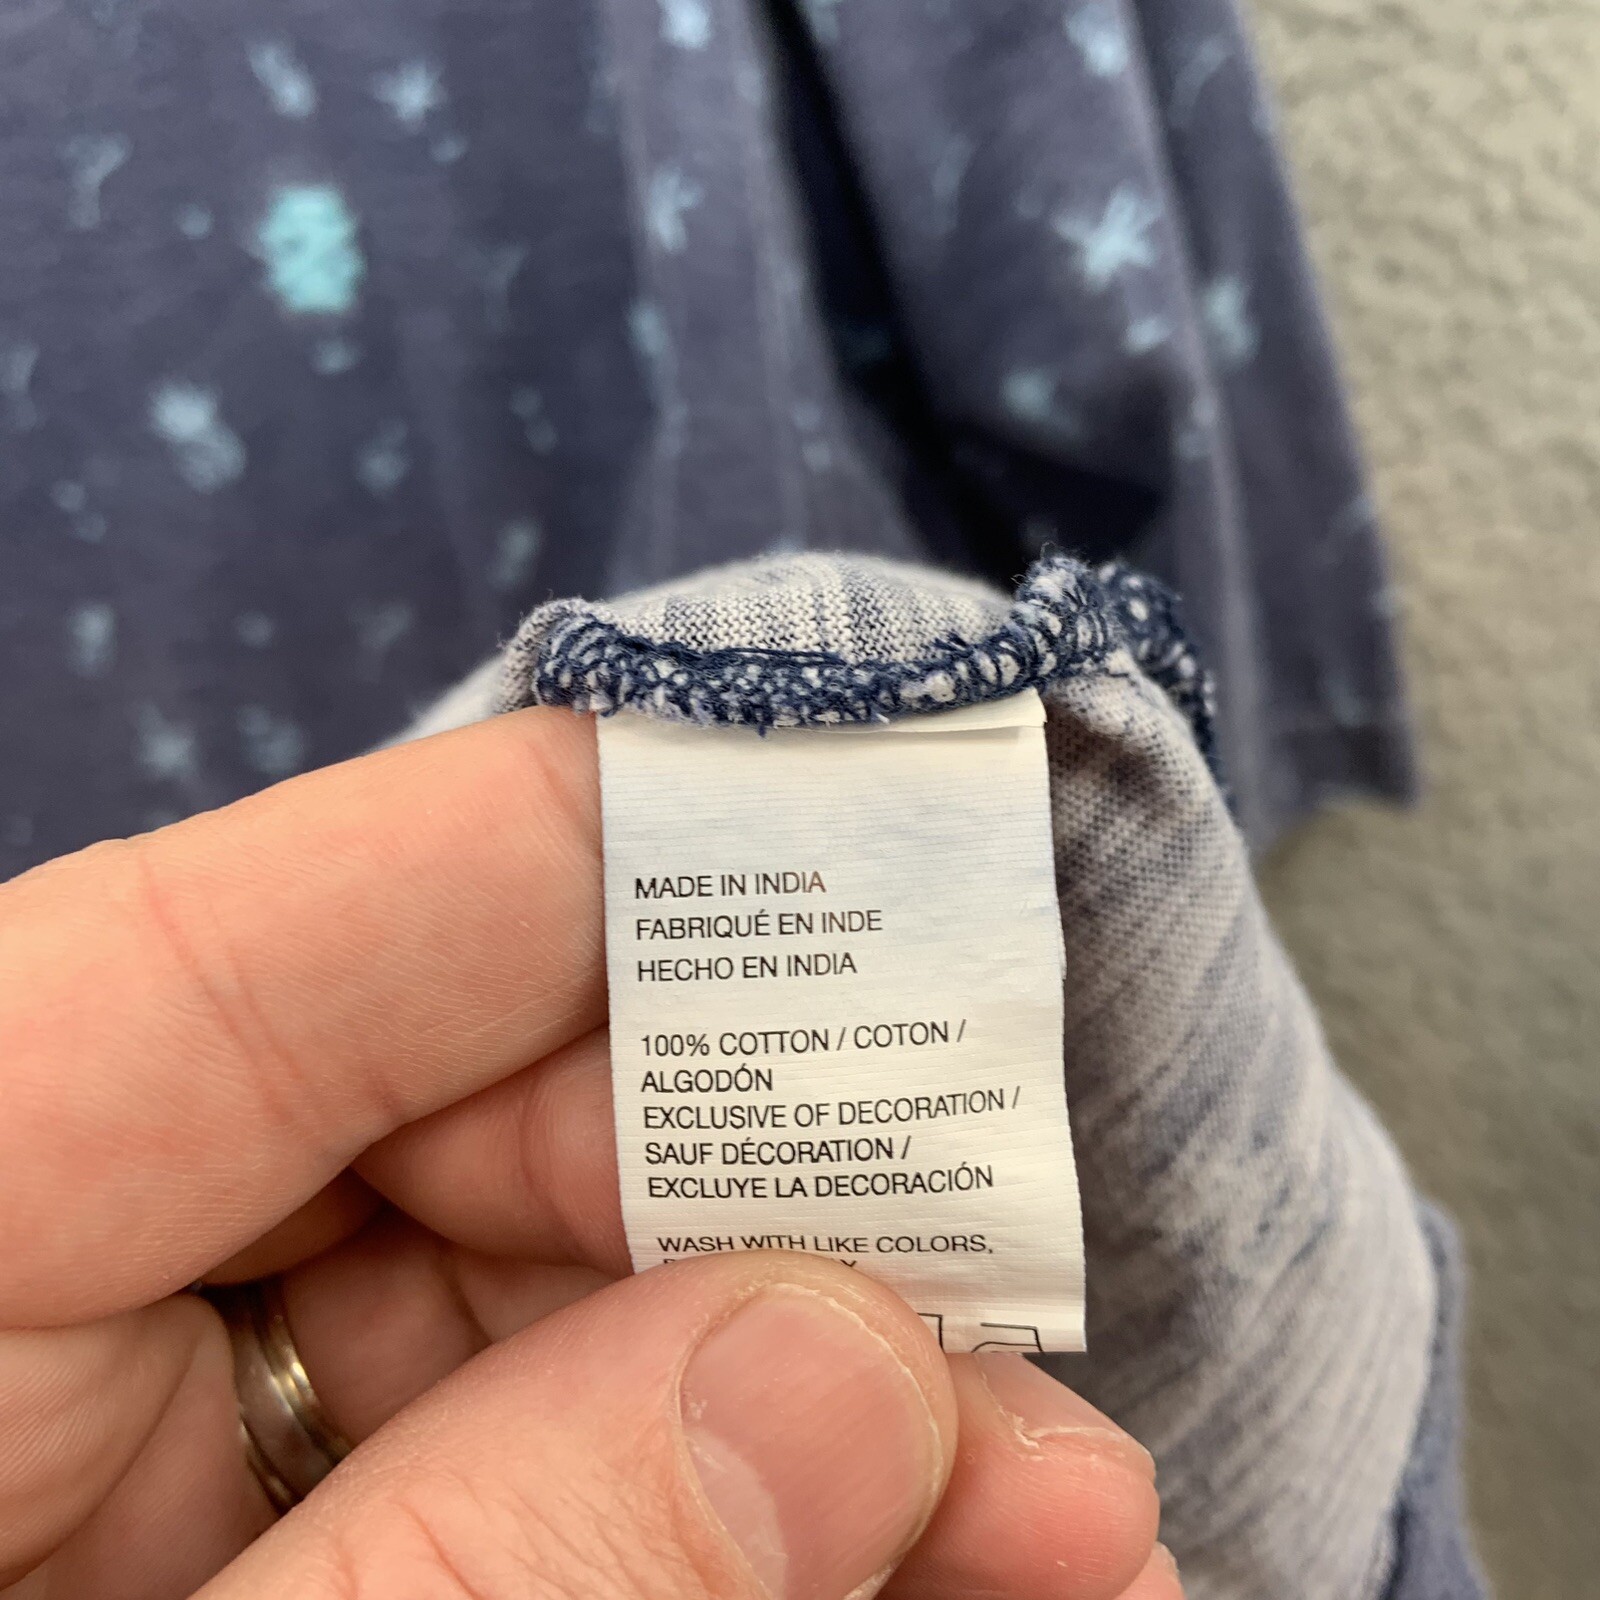 MADE IN INDIA
FABRIQUÉ EN INDE
HECHO EN INDIA
100% COTTON / COTON /
ALGODÓN
EXCLUSIVE OF DECORATION /
SAUF DÉCORATION /
EXCLUYE LA DECORACIÓN
WASH WITH LIKE COLORS,